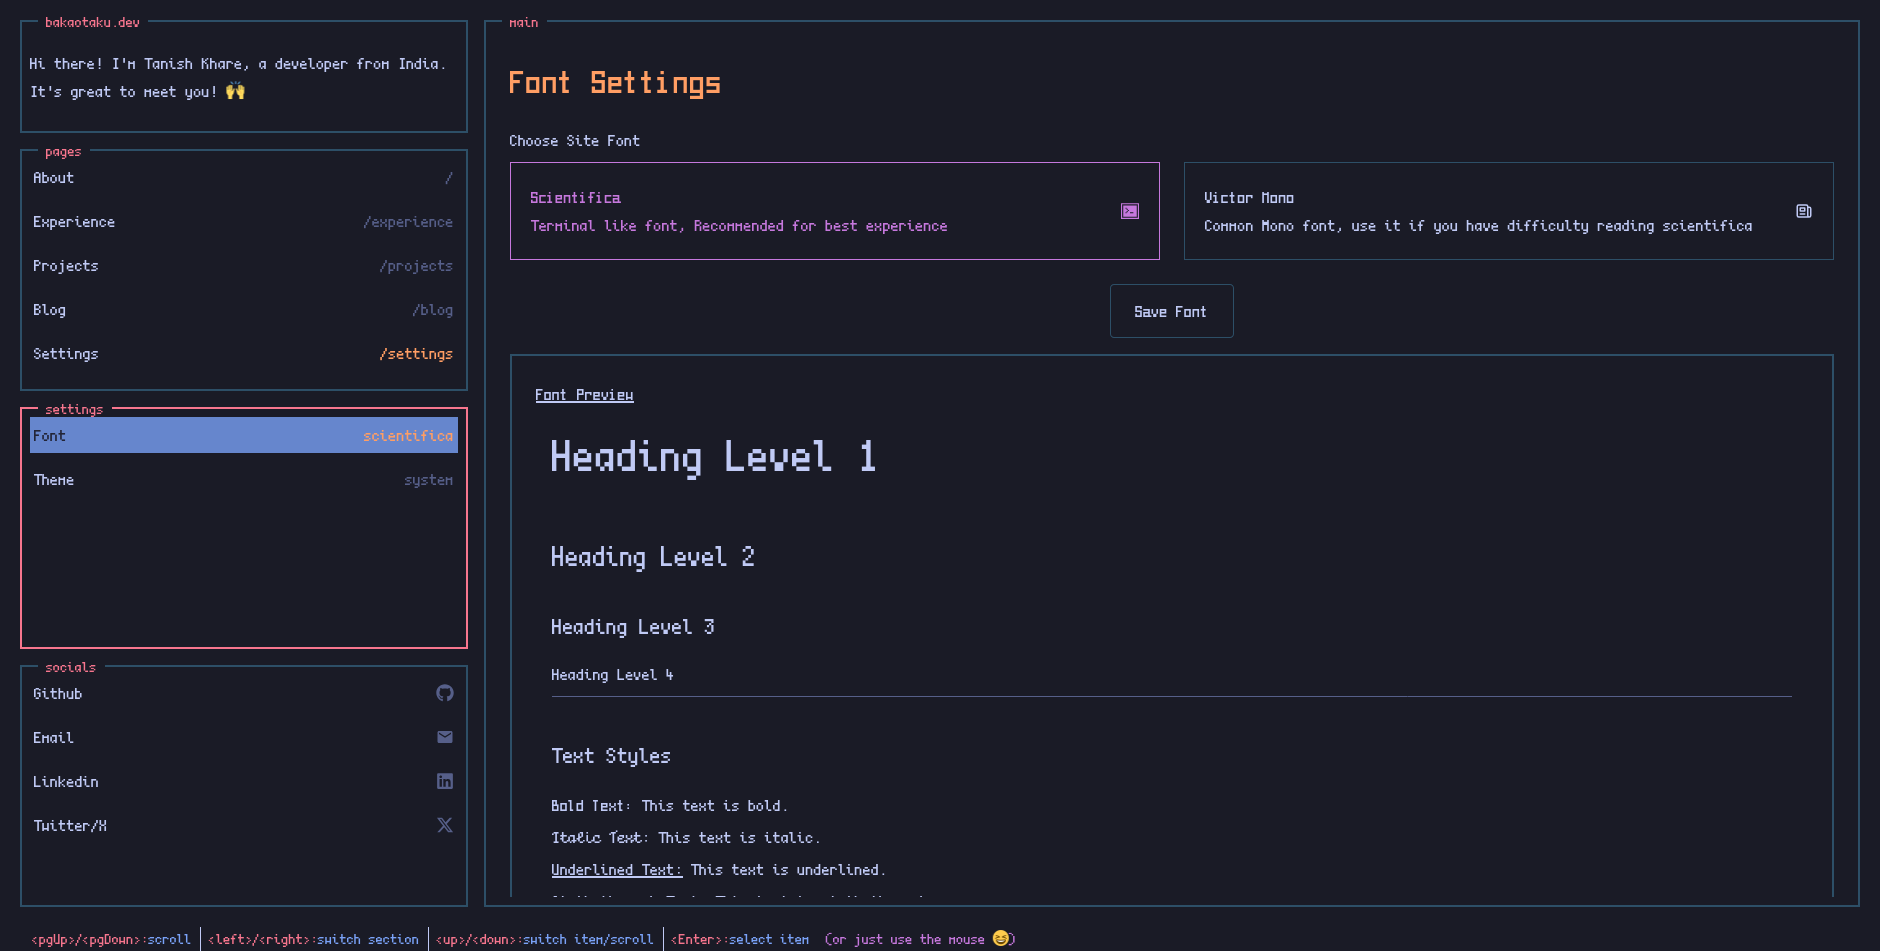 bakaotaku.dev
Hi there! I'm Tanish Khare, a developer from India.
It's great to meet you! 🙌
pages
About /
Experience /experience
Projects /projects
Blog /blog
Settings /settings
settings
Font scientifica
Theme system
socials
Github
Email
Linkedin
Twitter/X
main
Font Settings
Choose Site Font
Scientifica
Terminal like font, Recommended for best experience
Victor Mono
Common Mono font, use it if you have difficulty reading scientifica
Save Font
Font Preview
Heading Level 1
Heading Level 2
Heading Level 3
Heading Level 4
Text Styles
Bold Text: This text is bold.
Italic Text: This text is italic.
Underlined Text: This text is underlined.
<pgUp>/<pgDown>:scroll <left>/<right>:switch section <up>/<down>:switch item/scroll <Enter>:select item (or just use the mouse 😄)